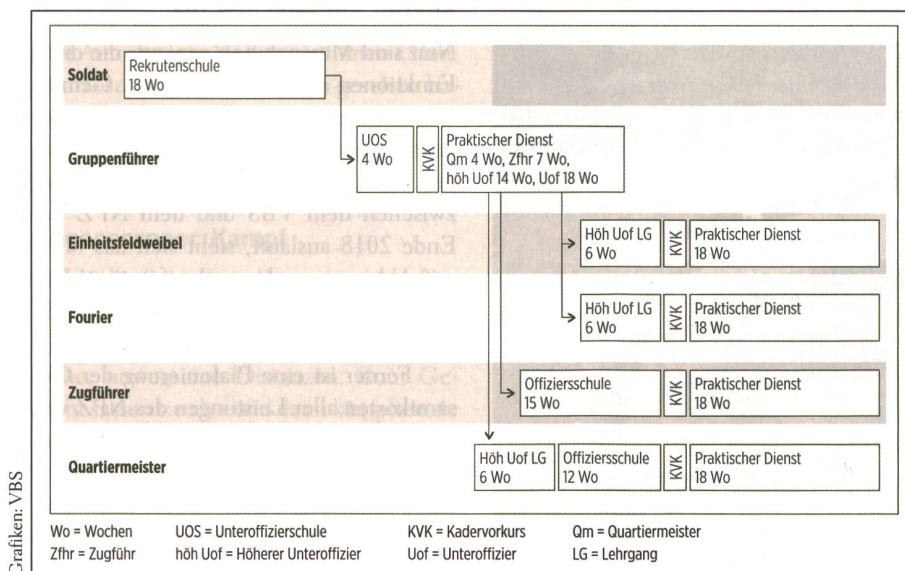 Soldat
Rekrutenschule
18 Wo
Gruppenführer
UOS
4 Wo
KVK
Praktischer Dienst
Qm 4 Wo, Zfhr 7 Wo,
höh Uof 14 Wo, Uof 18 Wo
Einheitsfeldweibel
Höh Uof LG
6 Wo
KVK
Praktischer Dienst
18 Wo
Fourier
Höh Uof LG
6 Wo
KVK
Praktischer Dienst
18 Wo
Zugführer
Offiziersschule
15 Wo
KVK
Praktischer Dienst
18 Wo
Quartiermeister
Höh Uof LG
6 Wo
Offiziersschule
12 Wo
KVK
Praktischer Dienst
18 Wo
Wo = Wochen UOS = Unteroffizierschule KVK = Kadervorkurs Qm = Quartiermeister
Zfhr = Zugführ höh Uof = Höherer Unteroffizier Uof = Unteroffizier LG = Lehrgang
Grafiken: VBS